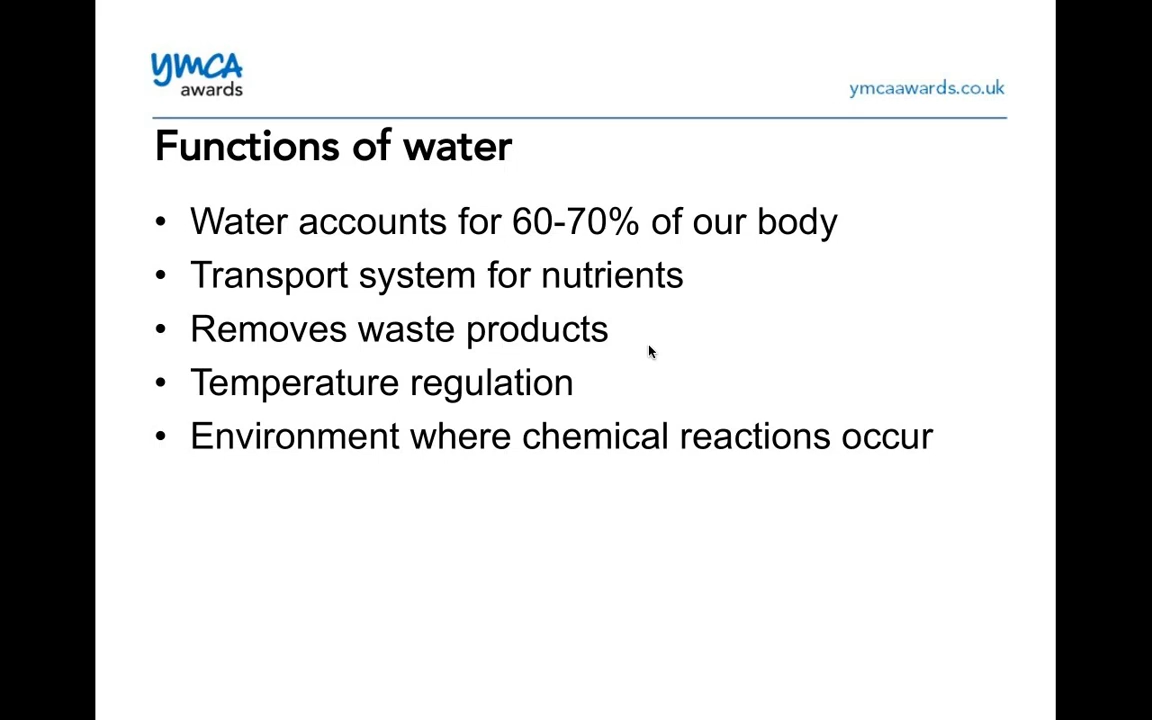 ymca
awards
ymcaawards.co.uk
Functions of water
• Water accounts for 60-70% of our body
• Transport system for nutrients
• Removes waste products
• Temperature regulation
• Environment where chemical reactions occur